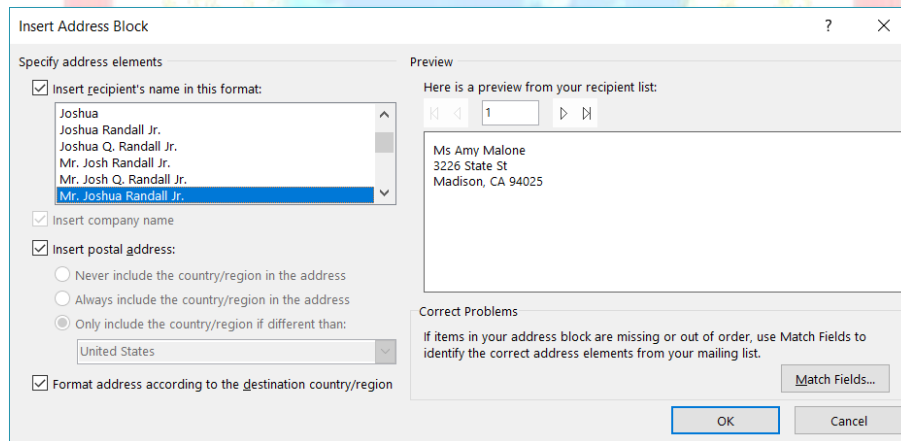 Insert Address Block
?
Specify address elements
Insert recipient's name in this format:
Joshua
Joshua Randall Jr.
Joshua Q. Randall Jr.
Mr. Josh Randall Jr.
Mr. Josh Q. Randall Jr.
Mr. Joshua Randall Jr.
Insert company name
Insert postal address:
Never include the country/region in the address
Always include the country/region in the address
Only include the country/region if different than:
United States
Format address according to the destination country/region
Preview
Here is a preview from your recipient list:
1
Ms Amy Malone
3226 State St
Madison, CA 94025
Correct Problems
If items in your address block are missing or out of order, use Match Fields to
identify the correct address elements from your mailing list.
Match Fields...
OK
Cancel